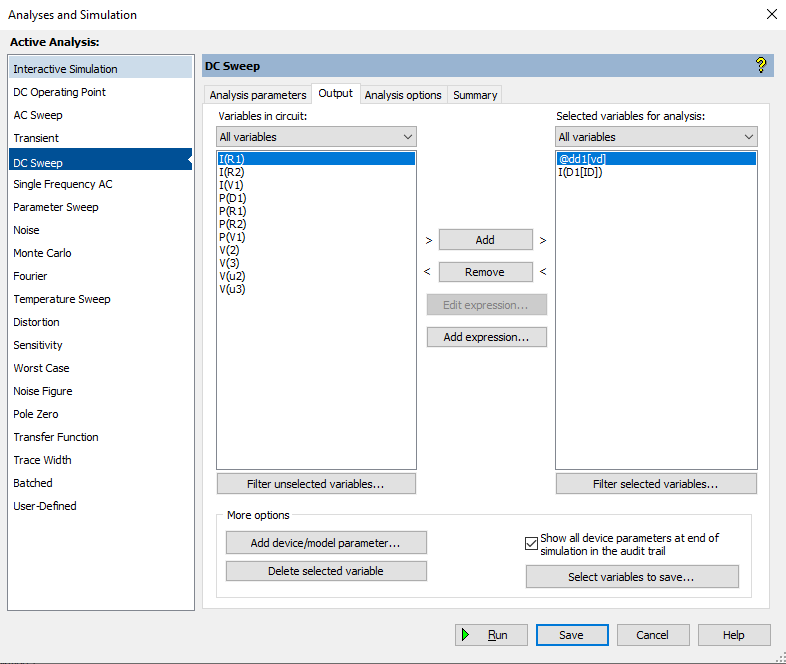 Analyses and Simulation
Active Analysis:
Interactive Simulation
DC Operating Point
AC Sweep
Transient
DC Sweep
Single Frequency AC
Parameter Sweep
Noise
Monte Carlo
Fourier
Temperature Sweep
Distortion
Sensitivity
Worst Case
Noise Figure
Pole Zero
Transfer Function
Trace Width
Batched
User-Defined
DC Sweep
?
Analysis parameters
Output
Analysis options
Summary
Variables in circuit:
All variables
I(R1)
I(R2)
I(V1)
P(D1)
P(R1)
P(R2)
P(V1)
V(2)
V(3)
V(u2)
V(u3)
Filter unselected variables...
> Add >
< Remove <
Edit expression...
Add expression...
Selected variables for analysis:
All variables
@dd1[vd]
I(D1[ID])
Filter selected variables...
More options
Add device/model parameter...
Delete selected variable
Show all device parameters at end of
simulation in the audit trail
Select variables to save...
Run
Save
Cancel
Help